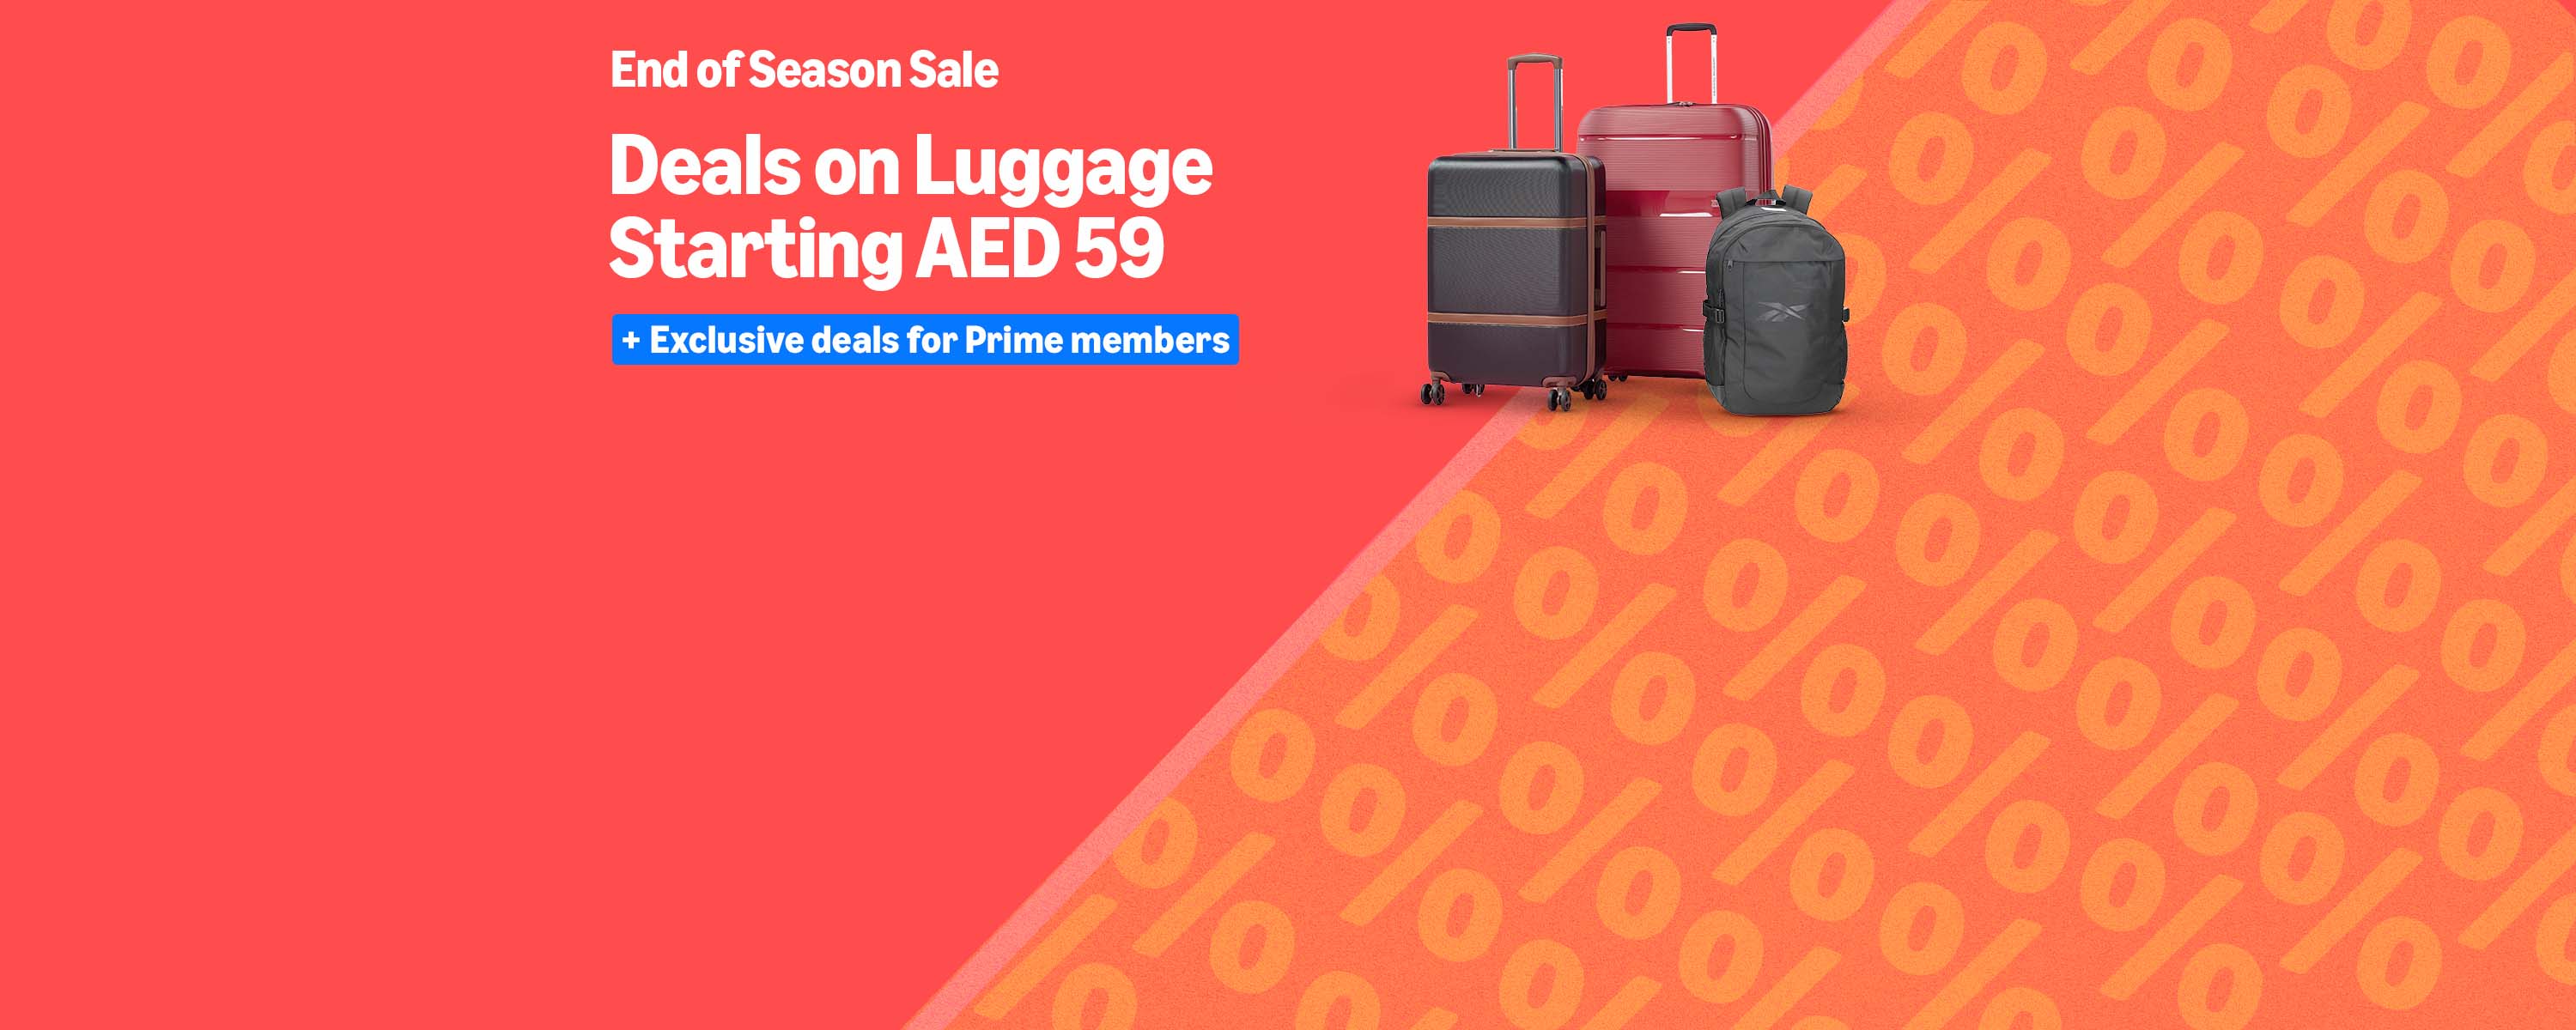 End of Season Sale
Deals on Luggage
Starting AED 59
+ Exclusive deals for Prime members